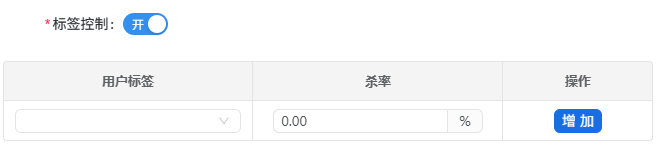 *标签控制： 开
用户标签 杀率 操作
0.00 % 增 加